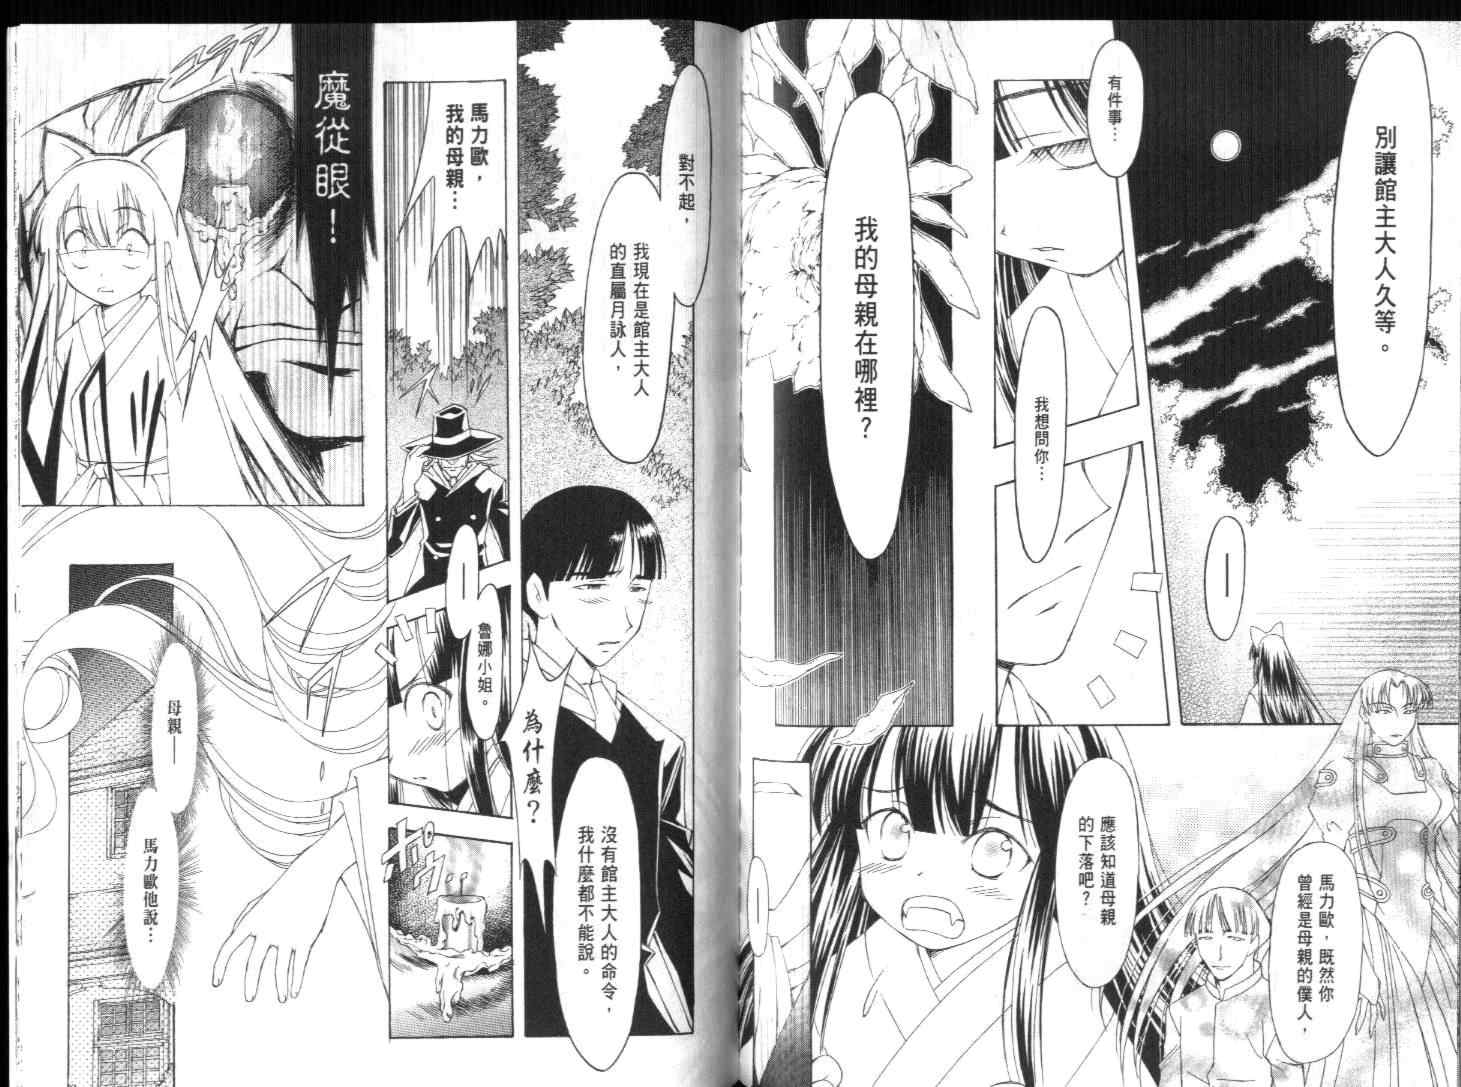 別讓館主大人久等。
—
有件事…
我想問你…
我的母親在哪裡？
馬力歐，既然你
曾經是母親的僕人，
應該知道母親
的下落吧？
—
對不起，
我現在是館主大人
的直屬月詠人，
沒有館主大人的命令，
我什麼都不能說。
為什麼？
馬力歐，
我的母親…
—
魯娜小姐。
ポゥ
魔從眼！
母親——
馬力歐他說…